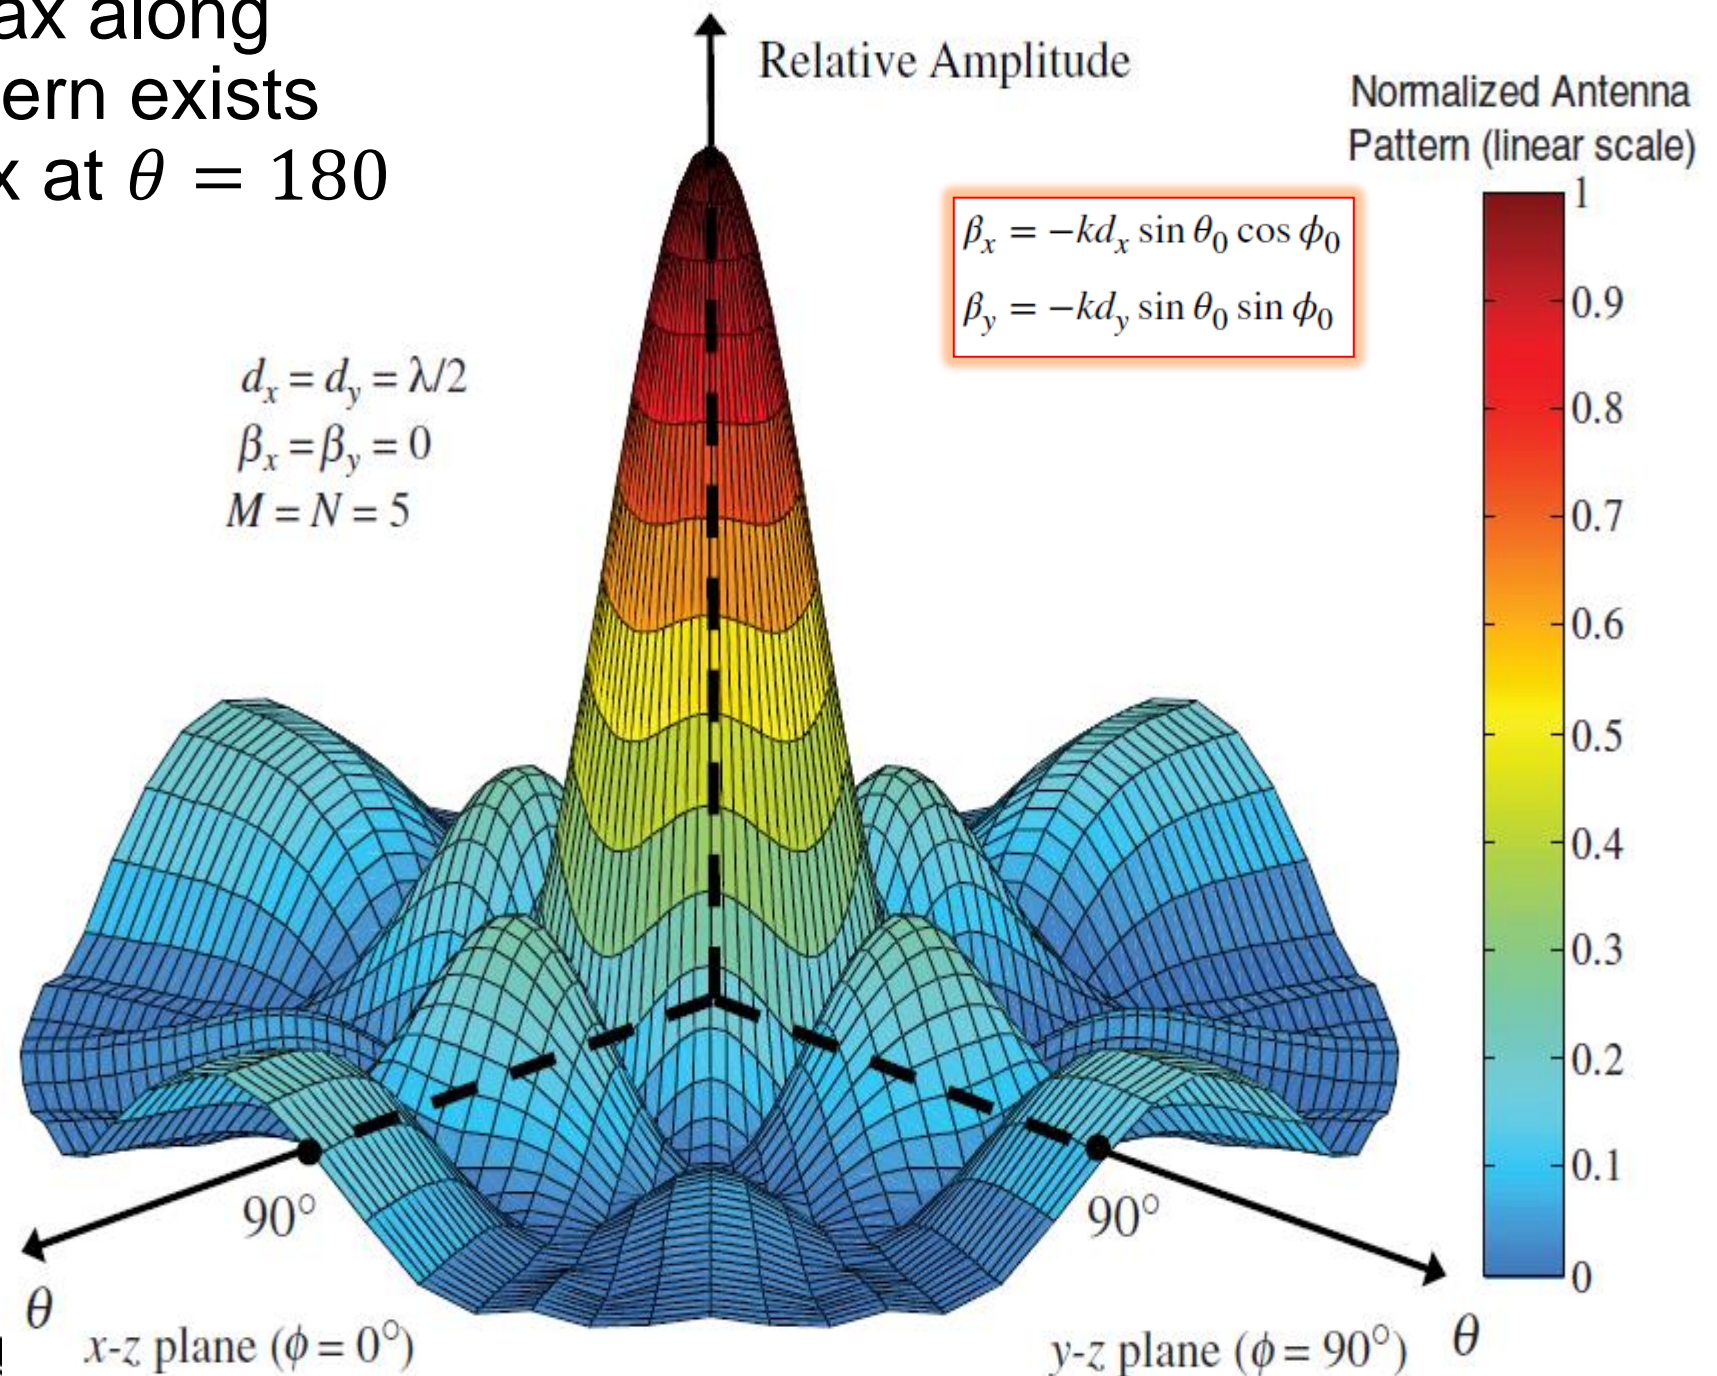 ax along
ern exists
x at θ = 180
Relative Amplitude
Normalized Antenna
Pattern (linear scale)
βx = −kdx sin θ0 cos ϕ0
βy = −kdy sin θ0 sin ϕ0
dx = dy = λ/2
βx = βy = 0
M = N = 5
1
0.9
0.8
0.7
0.6
0.5
0.4
0.3
0.2
0.1
0
90°
90°
θ
x-z plane (ϕ = 0°)
y-z plane (ϕ = 90°)
θ